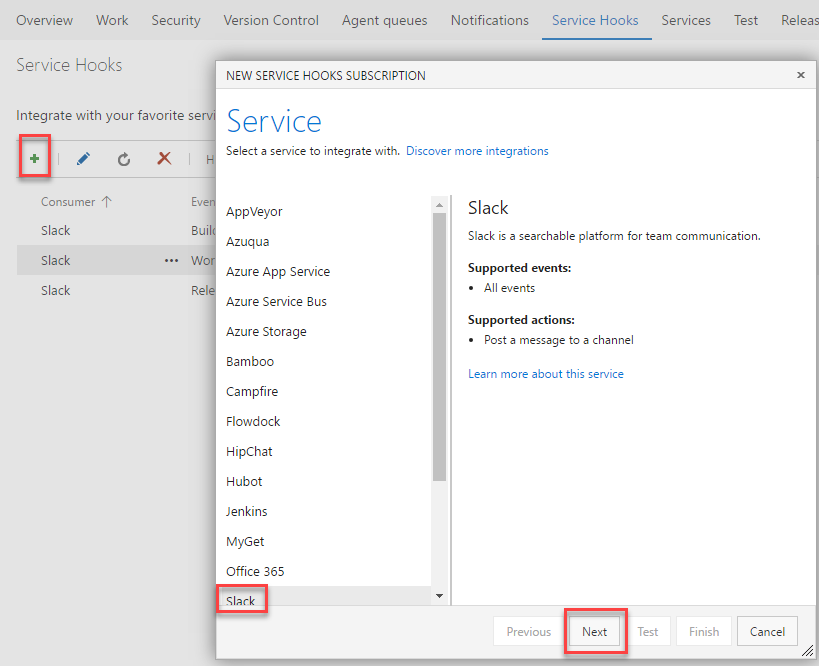 Overview Work Security Version Control Agent queues Notifications Service Hooks Services Test Releas
Service Hooks
Integrate with your favorite servi
H
Consumer Even
Slack Build
Slack ... Wor
Slack Rele
NEW SERVICE HOOKS SUBSCRIPTION
Service
Select a service to integrate with. Discover more integrations
AppVeyor
Azuqua
Azure App Service
Azure Service Bus
Azure Storage
Bamboo
Campfire
Flowdock
HipChat
Hubot
Jenkins
MyGet
Office 365
Slack
Slack
Slack is a searchable platform for team communication.
Supported events:
• All events
Supported actions:
• Post a message to a channel
Learn more about this service
Previous Next Test Finish Cancel